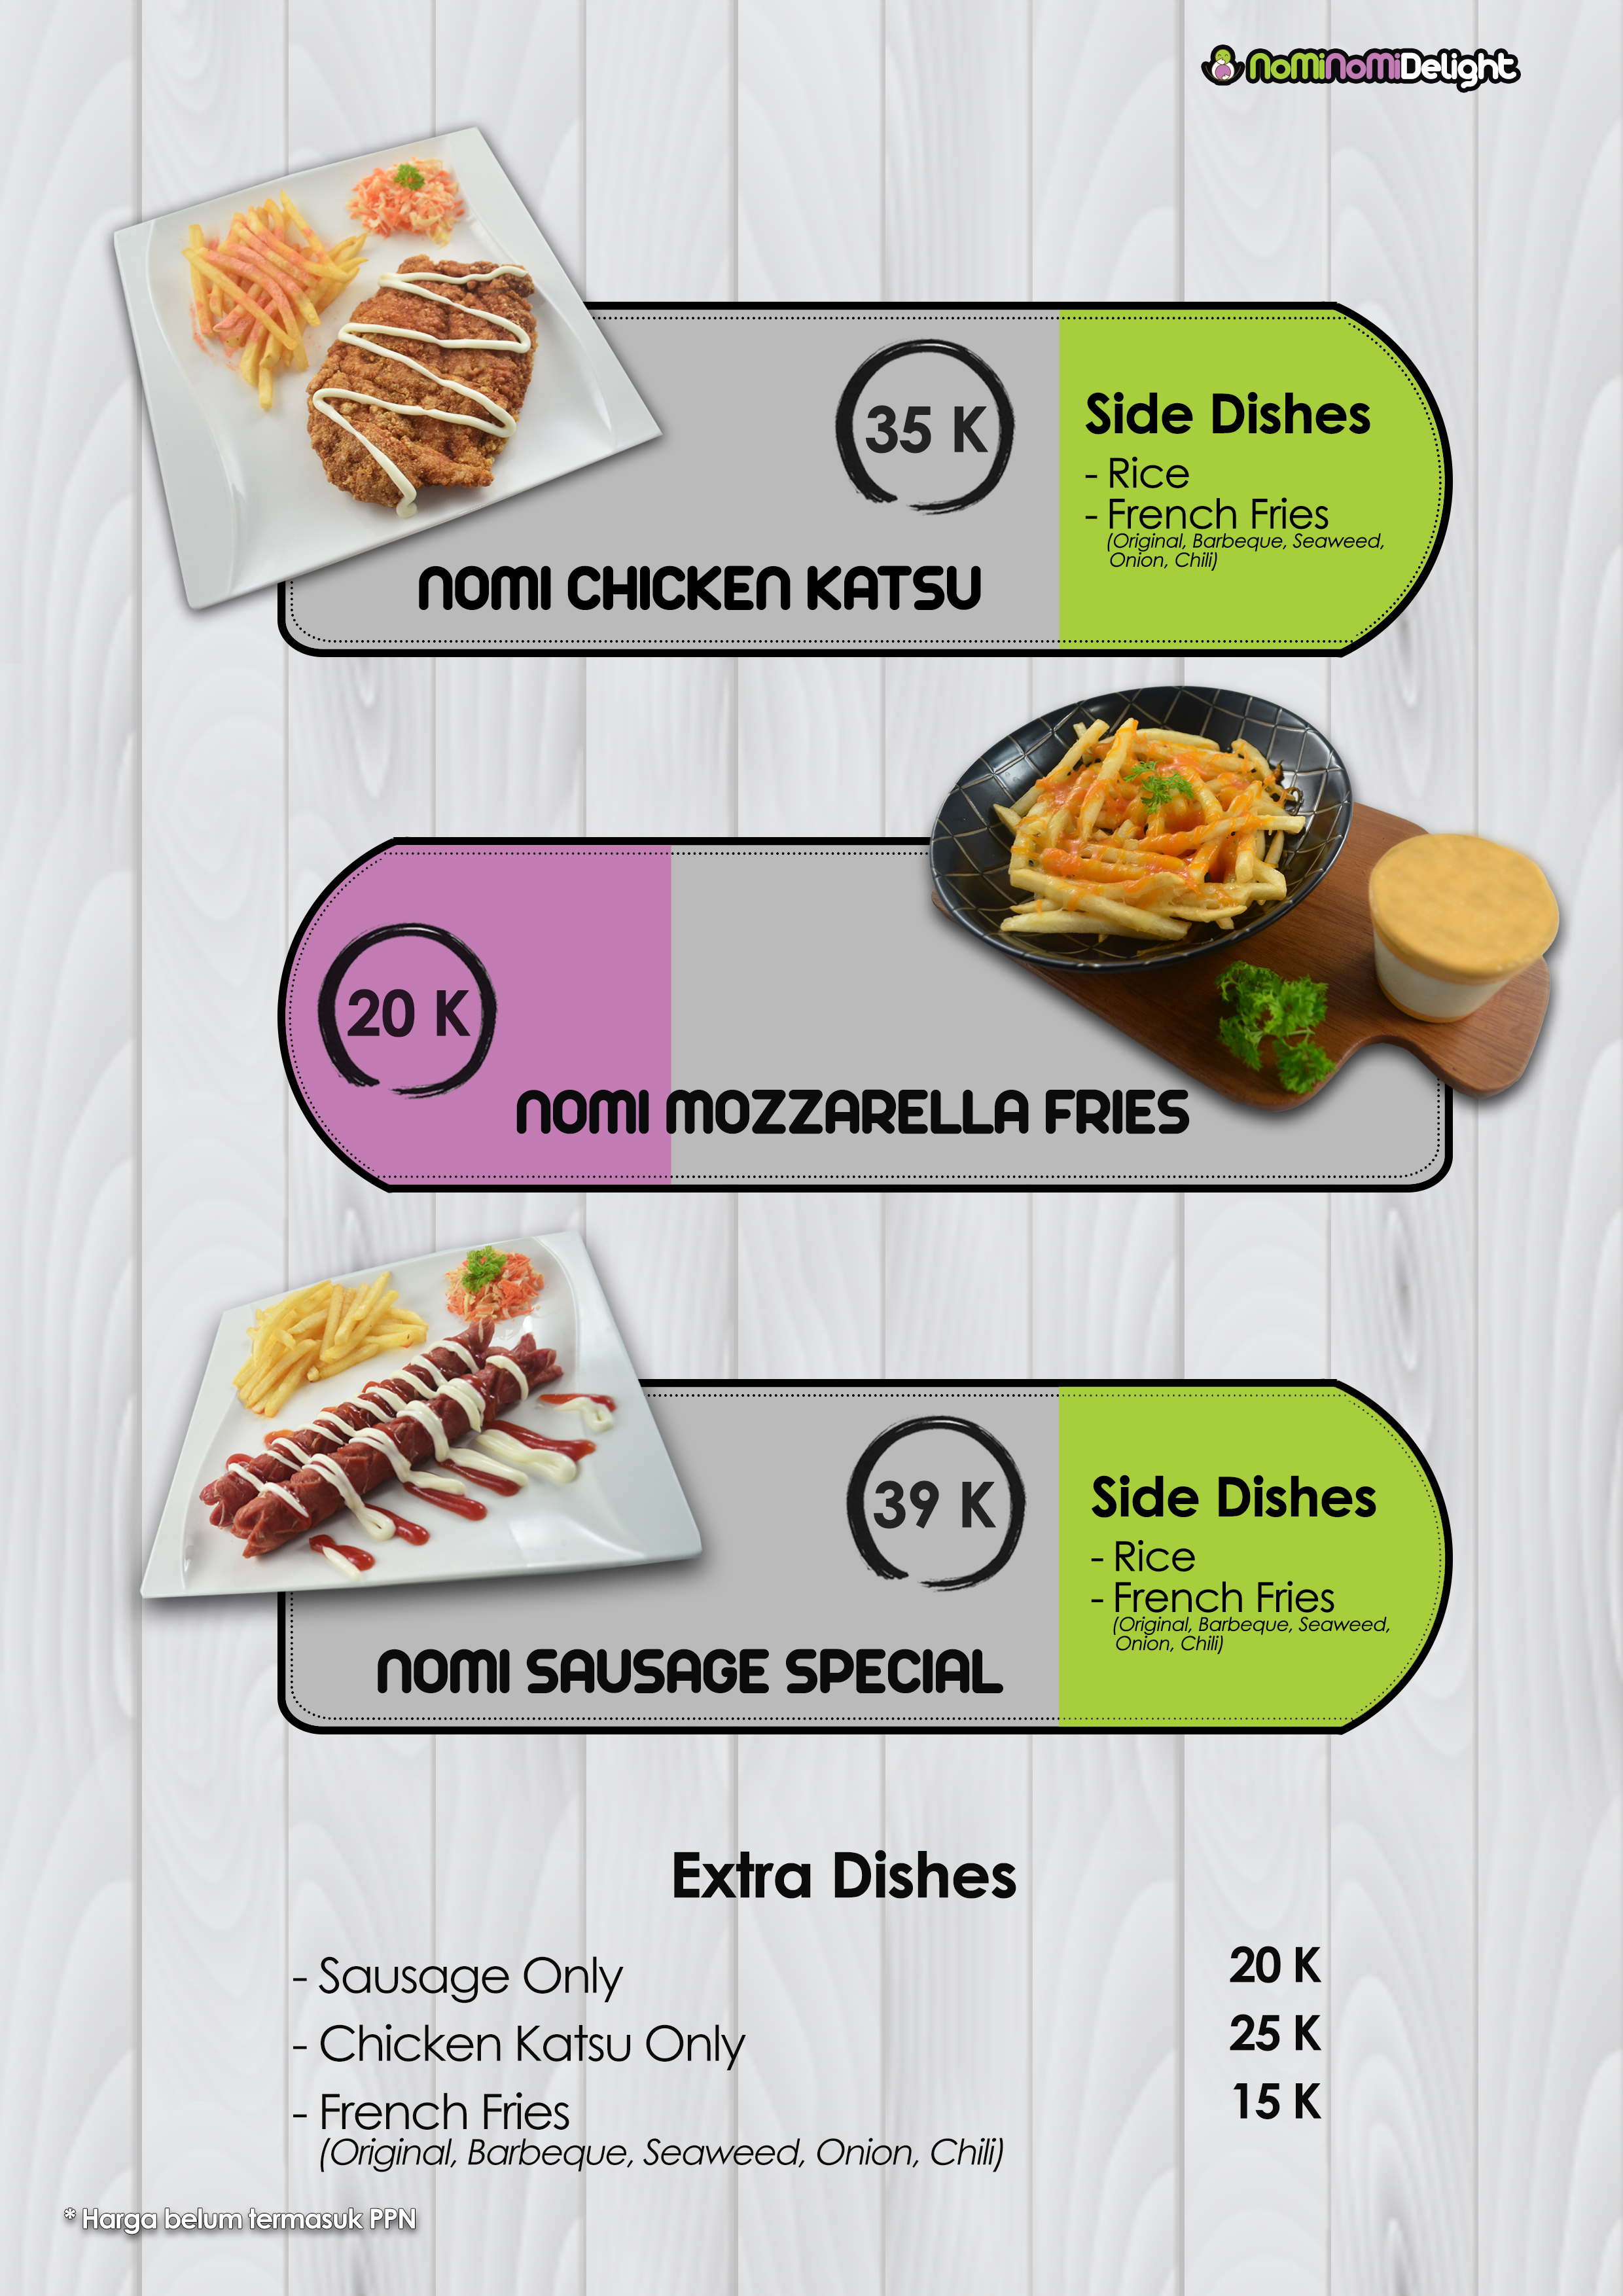 NomiNomiDelight
35 K
Side Dishes
- Rice
- French Fries
(Original, Barbeque, Seaweed,
Onion, Chili)
NOMI CHICKEN KATSU
20 K
NOMI MOZZARELLA FRIES
39 K
Side Dishes
- Rice
- French Fries
(Original, Barbeque, Seaweed,
Onion, Chili)
NOMI SAUSAGE SPECIAL
Extra Dishes
- Sausage Only 20 K
- Chicken Katsu Only 25 K
- French Fries 15 K
(Original, Barbeque, Seaweed, Onion, Chili)
* Harga belum termasuk PPN